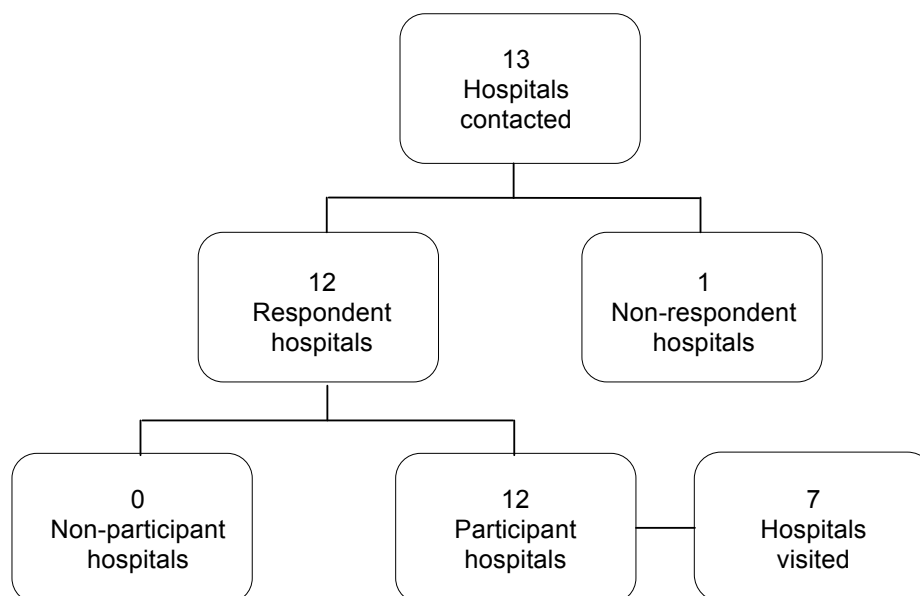 13
Hospitals
contacted
12
Respondent
hospitals
1
Non-respondent
hospitals
0
Non-participant
hospitals
12
Participant
hospitals
7
Hospitals
visited